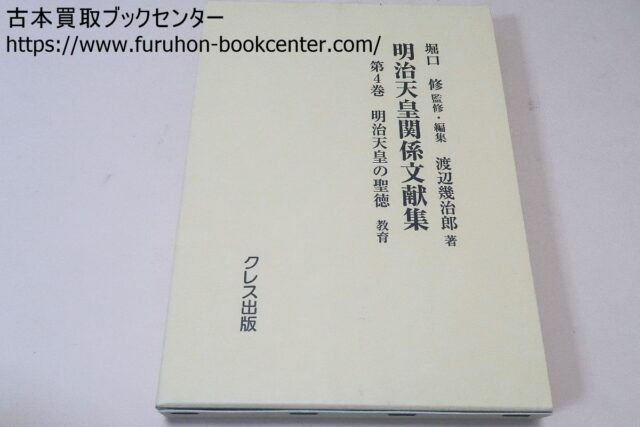 古本買取ブックセンター
https://www.furuhon-bookcenter.com/
堀口 修 監修・編集 渡辺幾治郎 著
明治天皇関係文献集
第4巻 明治天皇の聖徳 教育
クレス出版